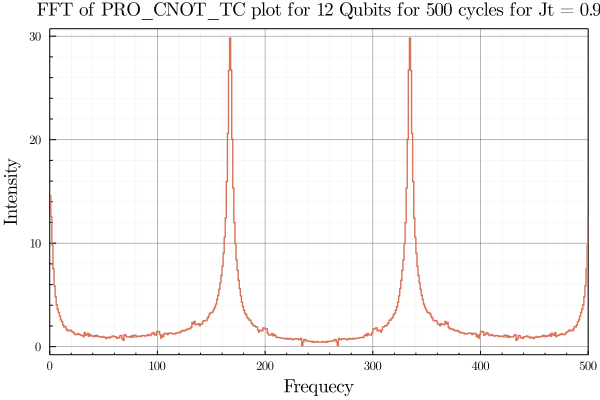 FFT of PRO_CNOT_TC plot for 12 Qubits for 500 cycles for Jt = 0.9
30
20
10
0
Intensity
0 100 200 300 400 500
Frequecy